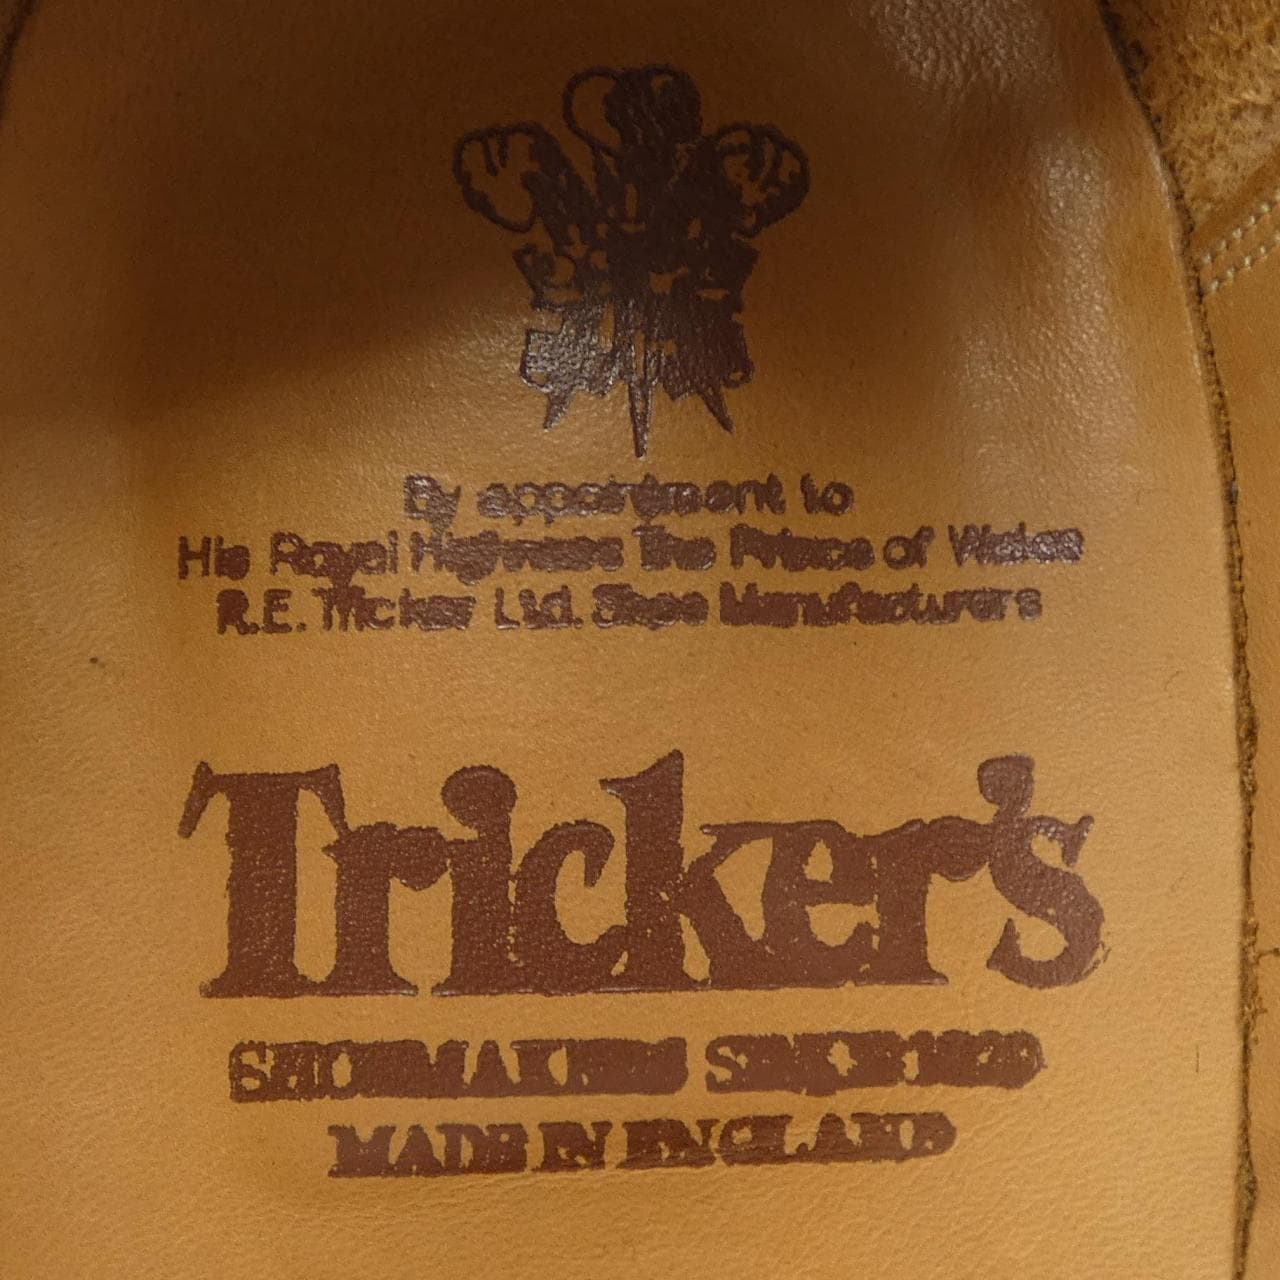 By appointment to
His Royal Highness The Prince of Wales
R.E. Tricker Ltd. Shoe Manufacturers
Tricker's
SHOEMAKERS SINCE 1829
MADE IN ENGLAND